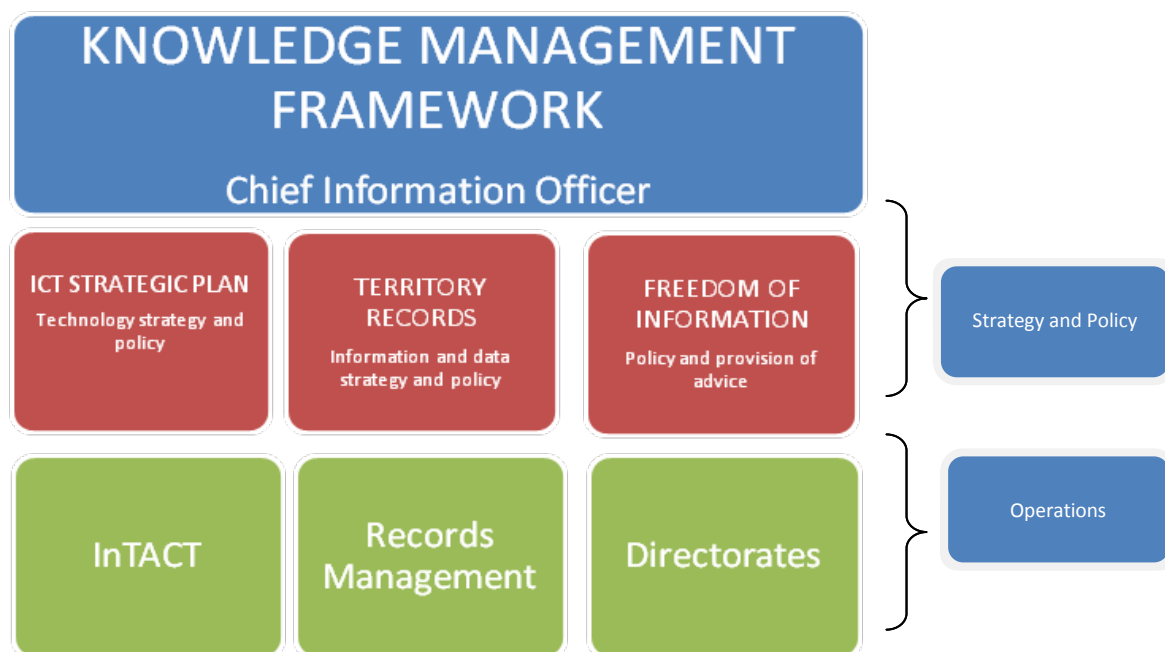 KNOWLEDGE MANAGEMENT
FRAMEWORK
Chief Information Officer
ICT STRATEGIC PLAN
Technology strategy and
policy
TERRITORY
RECORDS
Information and data
strategy and policy
FREEDOM OF
INFORMATION
Policy and provision of
advice
Strategy and Policy
InTACT
Records
Management
Directorates
Operations